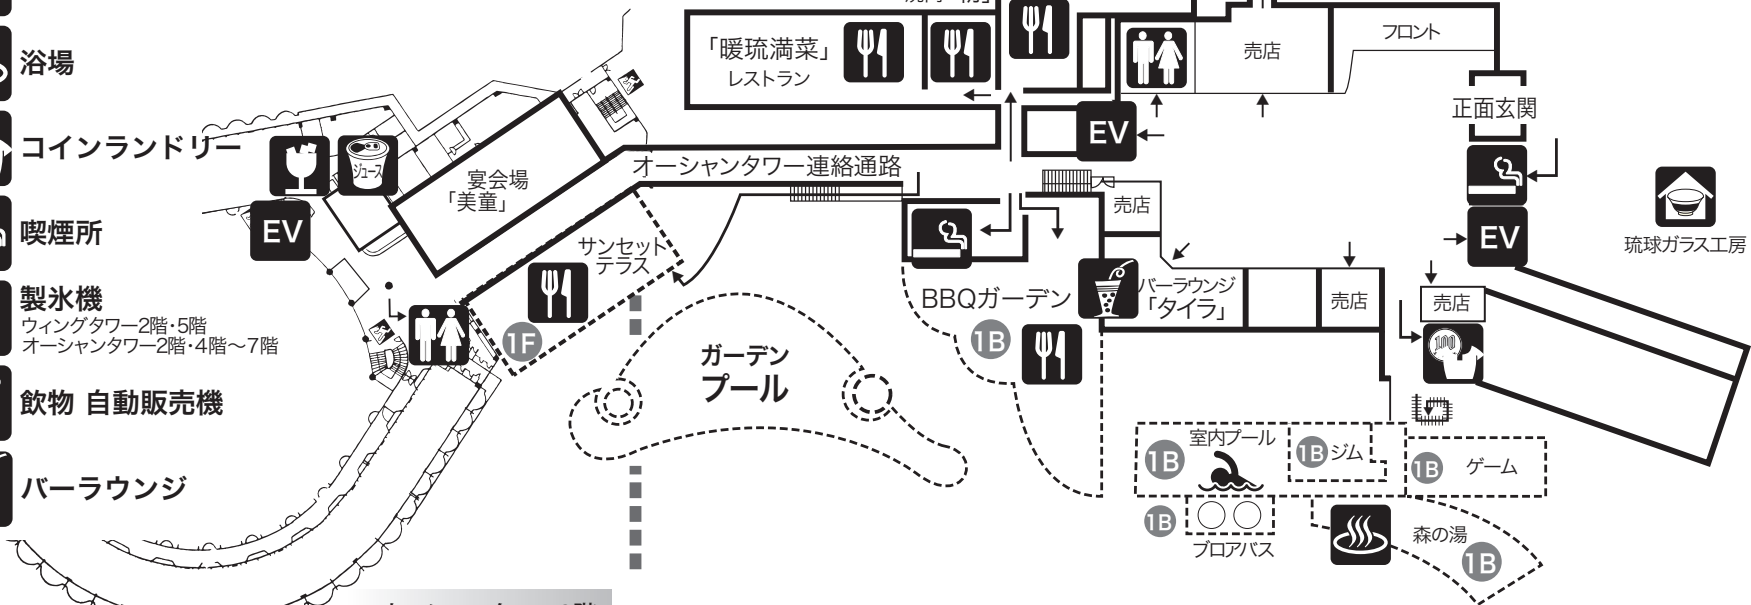 浴場
コインランドリー
喫煙所
製氷機
ウィングタワー2階・5階
オーシャンタワー2階・4階〜7階
飲物 自動販売機
バーラウンジ
「暖琉満菜」
レストラン
売店
フロント
正面玄関
EV
オーシャンタワー連絡通路
ジュース
宴会場
「美童」
EV
サンセット
テラス
1F
売店
EV
琉球ガラス工房
BBQガーデン
1B
バーラウンジ
「タイラ」
売店
売店
100
ガーデン
プール
1B
室内プール
1B
ジム
1B
ゲーム
1B
ブロアバス
森の湯
1B